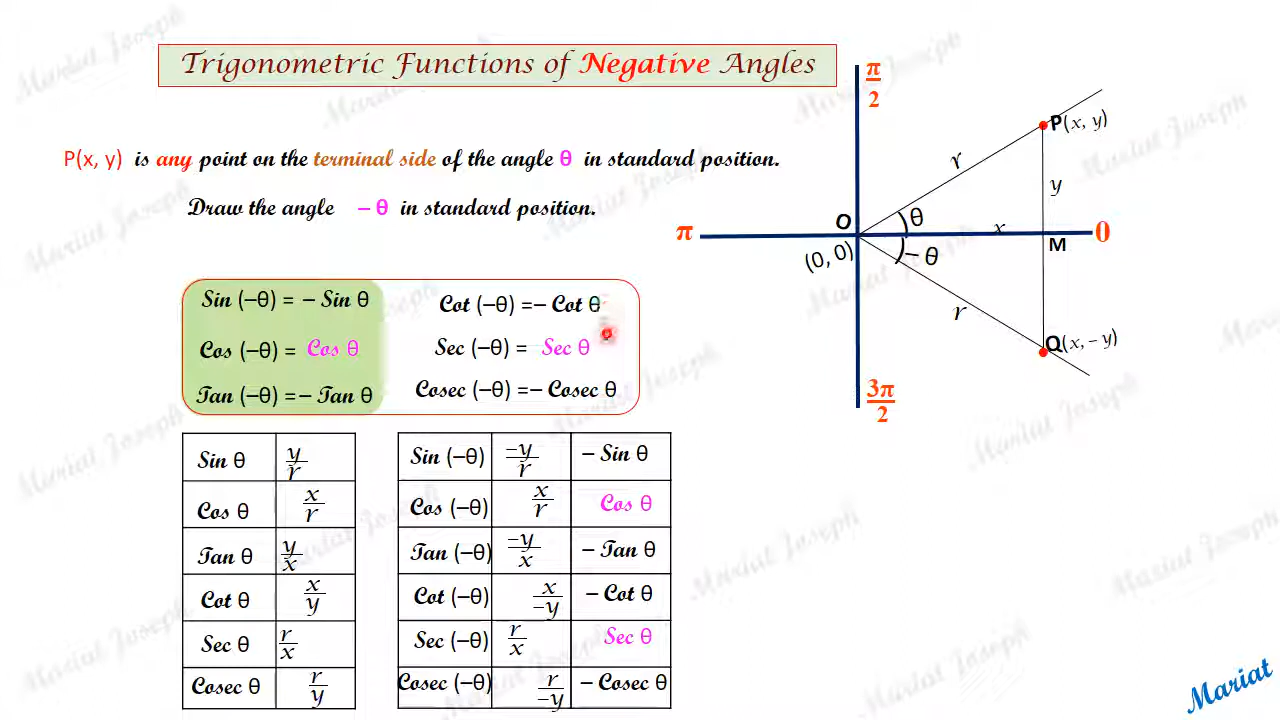 Trigonometric Functions of Negative Angles
P(x, y) is any point on the terminal side of the angle θ in standard position.
Draw the angle – θ in standard position.
Sin (–θ) = – Sin θ
Cos (–θ) = Cos θ
Tan (–θ) =– Tan θ
Cot (–θ) =– Cot θ
Sec (–θ) = Sec θ
Cosec (–θ) =– Cosec θ
Sin θ y/r
Cos θ x/r
Tan θ y/x
Cot θ x/y
Sec θ r/x
Cosec θ r/y
Sin (–θ) –y/r – Sin θ
Cos (–θ) x/r Cos θ
Tan (–θ) –y/x – Tan θ
Cot (–θ) x/–y – Cot θ
Sec (–θ) r/x Sec θ
Cosec (–θ) r/–y – Cosec θ
π/2
P(x, y)
r
y
O
θ
x
π
0
M
(0, 0)
– θ
r
Q(x, – y)
3π/2
Mariat
Mariat Joseph